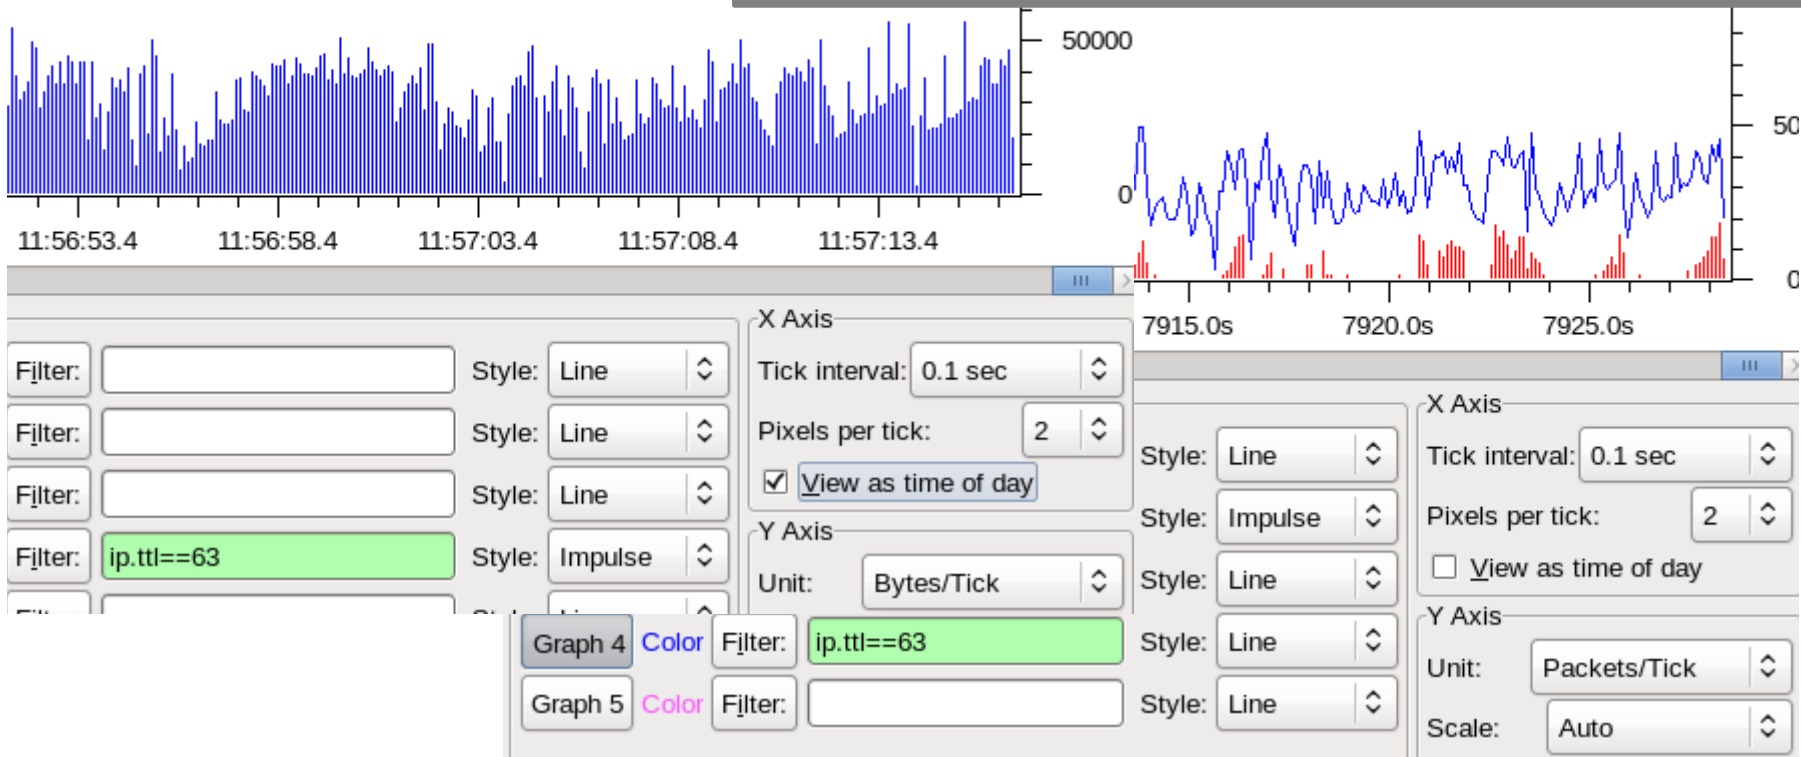 50000
0
11:56:53.4 11:56:58.4 11:57:03.4 11:57:08.4 11:57:13.4
X Axis
Filter: Style: Line Tick interval: 0.1 sec
Filter: Style: Line Pixels per tick: 2
Filter: Style: Line View as time of day
Y Axis
Filter: ip.ttl==63 Style: Impulse Unit: Bytes/Tick
50
0
7915.0s 7920.0s 7925.0s
X Axis
Style: Line Tick interval: 0.1 sec
Style: Impulse Pixels per tick: 2
Style: Line View as time of day
Y Axis
Graph 4 Color Filter: ip.ttl==63 Style: Line Unit: Packets/Tick
Graph 5 Color Filter: Style: Line Scale: Auto